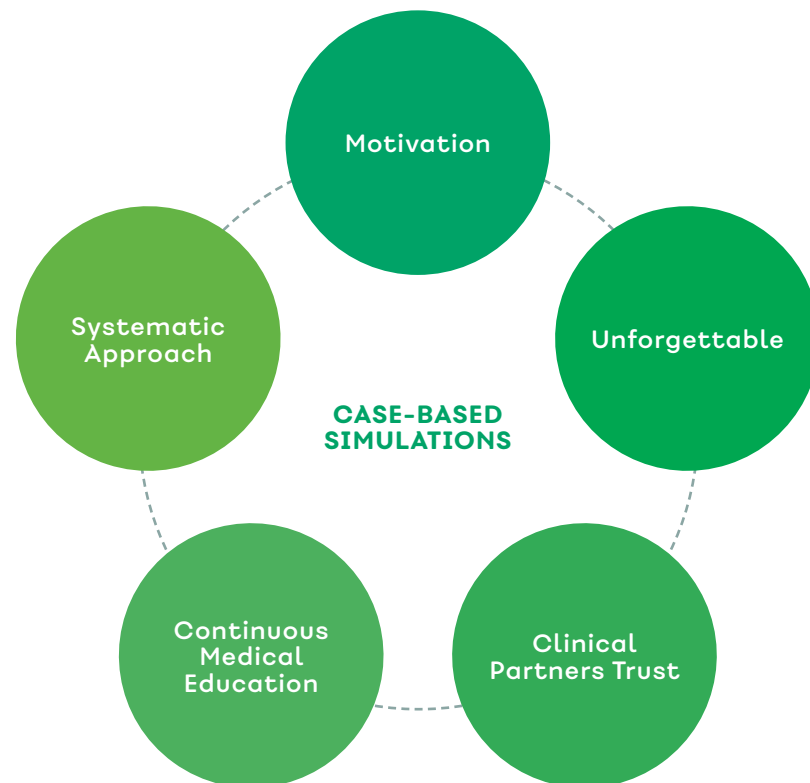 Motivation
Systematic
Approach
Unforgettable
CASE-BASED
SIMULATIONS
Continuous
Medical
Education
Clinical
Partners Trust